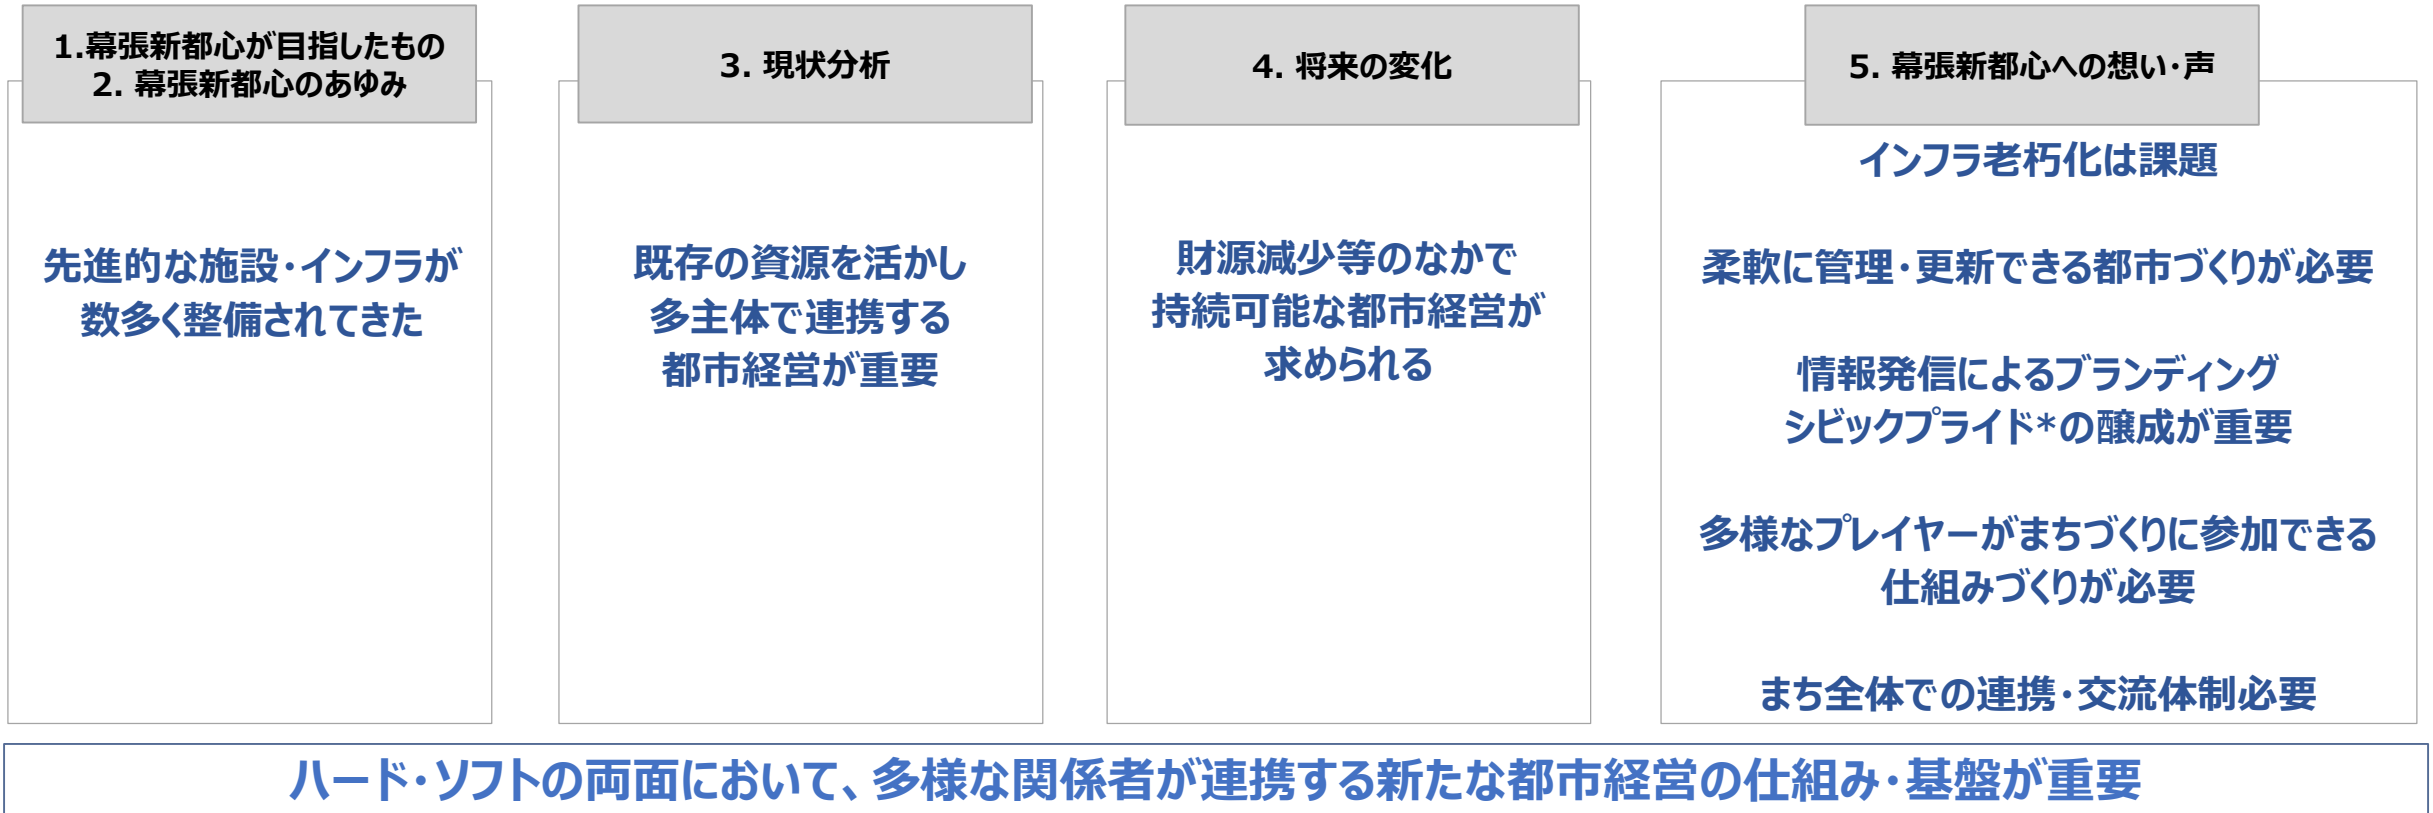 1.幕張新都心が目指したもの
2. 幕張新都心のあゆみ
先進的な施設・インフラが
数多く整備されてきた
3. 現状分析
既存の資源を活かし
多主体で連携する
都市経営が重要
4. 将来の変化
財源減少等のなかで
持続可能な都市経営が
求められる
5. 幕張新都心への想い・声
インフラ老朽化は課題
柔軟に管理・更新できる都市づくりが必要
情報発信によるブランディング
シビックプライド*の醸成が重要
多様なプレイヤーがまちづくりに参加できる
仕組みづくりが必要
まち全体での連携・交流体制必要
ハード・ソフトの両面において、多様な関係者が連携する新たな都市経営の仕組み・基盤が重要